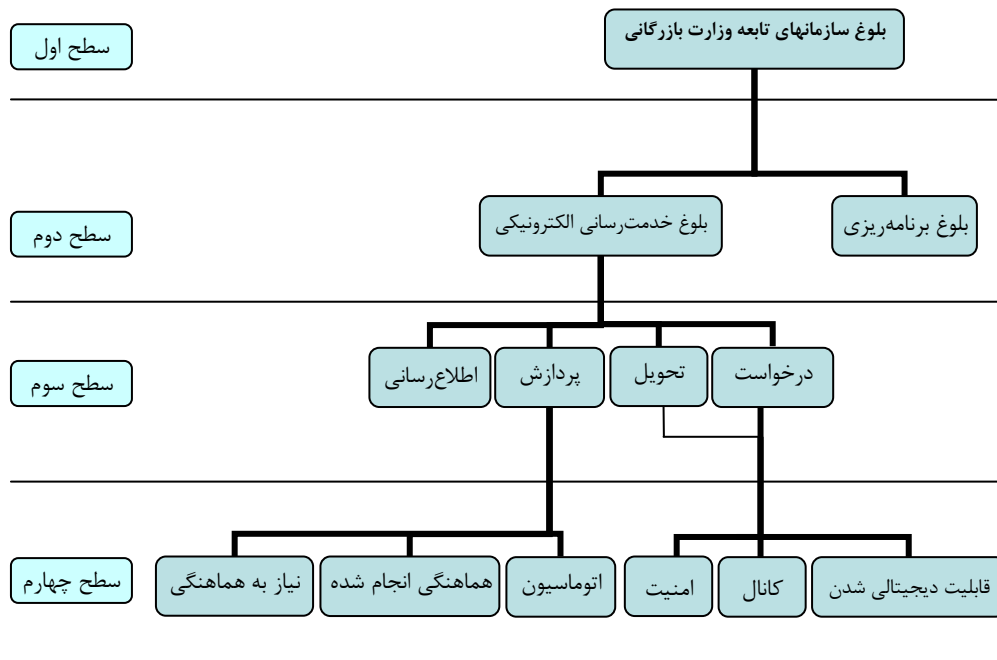 بلوغ سازمانهای تابعه وزارت بازرگانی
سطح اول
بلوغ برنامه‌ریزی
بلوغ خدمت‌رسانی الکترونیکی
سطح دوم
درخواست
تحویل
پردازش
اطلاع‌رسانی
سطح سوم
قابلیت دیجیتالی شدن
کانال
امنیت
اتوماسیون
هماهنگی انجام شده
نیاز به هماهنگی
سطح چهارم